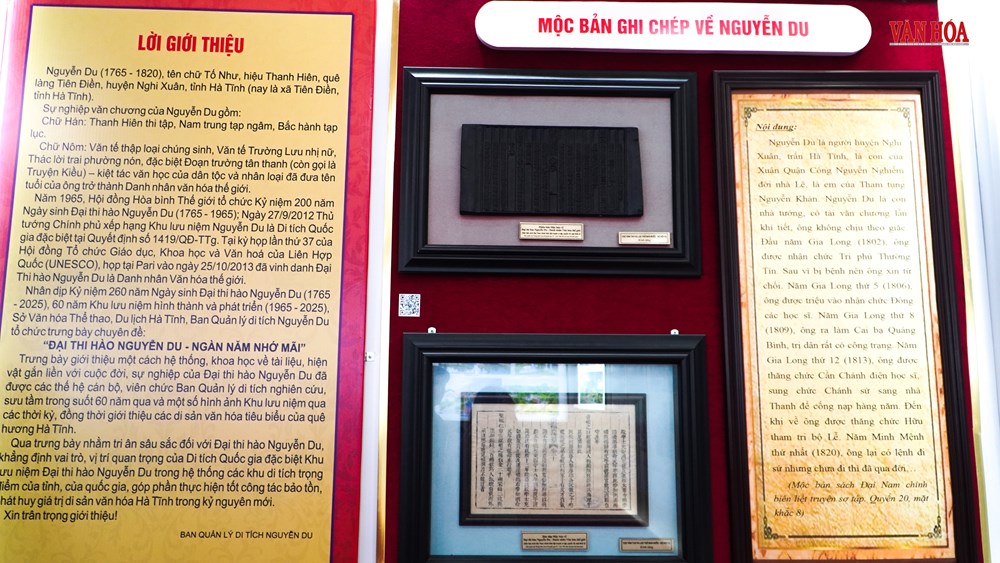 LỜI GIỚI THIỆU
Nguyễn Du (1765 - 1820), tên chữ Tố Như, hiệu Thanh Hiên, quê
làng Tiên Điền, huyện Nghi Xuân, tỉnh Hà Tĩnh (nay là xã Tiên Điền,
tỉnh Hà Tĩnh).
Sự nghiệp văn chương của Nguyễn Du gồm:
Chữ Hán: Thanh Hiên thi tập, Nam trung tạp ngâm, Bắc hành tạp
lục.
Chữ Nôm: Văn tế thập loại chúng sinh, Văn tế Trường Lưu nhị nữ,
Thác lời trai phường nón, đặc biệt Đoạn trường tân thanh (còn gọi là
Truyện Kiều) – kiệt tác văn học của dân tộc và nhân loại đã đưa tên
tuổi của ông trở thành Danh nhân văn hóa thế giới.
Năm 1965, Hội đồng Hòa bình Thế giới tổ chức Kỷ niệm 200 năm
Ngày sinh Đại thi hào Nguyễn Du (1765 - 1965); Ngày 27/9/2012 Thủ
tướng Chính phủ xếp hạng Khu lưu niệm Nguyễn Du là Di tích Quốc
gia đặc biệt tại Quyết định số 1419/QĐ-TTg. Tại kỳ họp lần thứ 37 của
Hội đồng Tổ chức Giáo dục, Khoa học và Văn hoá của Liên Hợp
Quốc (UNESCO), họp tại Pari vào ngày 25/10/2013 đã vinh danh Đại
Thi hào Nguyễn Du là Danh nhân Văn hóa thế giới.
Nhân dịp Kỷ niệm 260 năm Ngày sinh Đại thi hào Nguyễn Du (1765
- 2025), 60 năm Khu lưu niệm hình thành và phát triển (1965 - 2025),
Sở Văn hóa Thể thao, Du lịch Hà Tĩnh, Ban Quản lý di tích Nguyễn Du
tổ chức trưng bày chuyên đề:
“ĐẠI THI HÀO NGUYỄN DU - NGÀN NĂM NHỚ MÃI”
Trưng bày giới thiệu một cách hệ thống, khoa học về tài liệu, hiện
vật gắn liền với cuộc đời, sự nghiệp của Đại thi hào Nguyễn Du đã
được các thế hệ cán bộ, viên chức Ban Quản lý di tích nghiên cứu,
sưu tầm trong suốt 60 năm qua và một số hình ảnh Khu lưu niệm qua
các thời kỳ, đồng thời giới thiệu các di sản văn hóa tiêu biểu của quê
hương Hà Tĩnh.
Qua trưng bày nhằm tri ân sâu sắc đối với Đại thi hào Nguyễn Du,
khẳng định vai trò, vị trí quan trọng của Di tích Quốc gia đặc biệt Khu
lưu niệm Đại thi hào Nguyễn Du trong hệ thống các khu di tích trọng
điểm của tỉnh, của quốc gia, góp phần thực hiện tốt công tác bảo tồn,
phát huy giá trị di sản văn hóa Hà Tĩnh trong kỷ nguyên mới.
Xin trân trọng giới thiệu!
BAN QUẢN LÝ DI TÍCH NGUYỄN DU
MỘC BẢN GHI CHÉP VỀ NGUYỄN DU
VĂN HÓA
Nội dung:
Nguyễn Du là người huyện Nghi
Xuân, trấn Hà Tĩnh, là con của
Xuân Quận Công Nguyễn Nghiễm
đời nhà Lê, là em của Tham tụng
Nguyễn Khản. Nguyễn Du là con
nhà tướng, có tài văn chương lẫn
khí tiết, ông không chịu theo giặc.
Đầu năm Gia Long (1802), ông
được nhận chức Tri phủ Thường
Tín. Sau vì bị bệnh nên ông xin từ
chối. Năm Gia Long thứ 5 (1806),
ông được triệu vào nhận chức Đông
các học sĩ. Năm Gia Long thứ 8
(1809), ông ra làm Cai bạ Quảng
Bình, trị dân rất có công trạng. Năm
Gia Long thứ 12 (1813), ông được
thăng chức Cần Chánh điện học sĩ,
sung chức Chánh sứ sang nhà
Thanh để cống nạp hàng năm. Đến
khi về ông được thăng chức Hữu
tham tri bộ Lễ. Năm Minh Mệnh
thứ nhất (1820), ông lại có lệnh đi
sứ nhưng chưa đi thì đã qua đời…
(Mộc bản sách Đại Nam chính
biên liệt truyện sơ tập. Quyển 20, mặt
khắc 8)